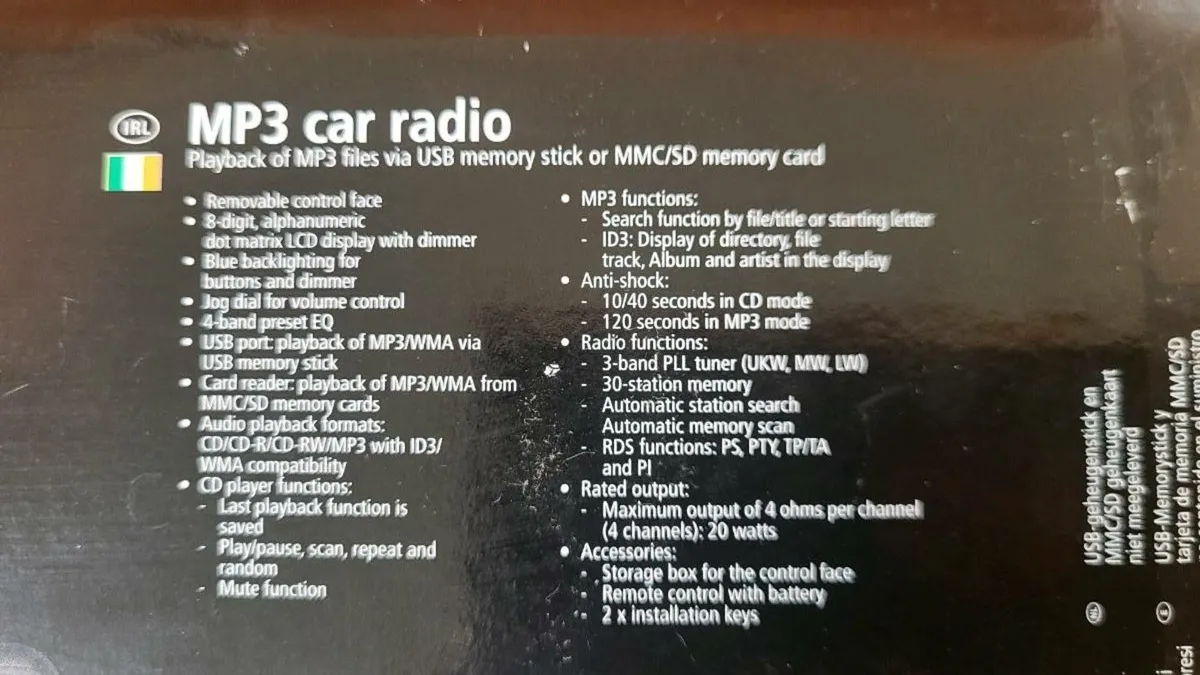 IRL
MP3 car radio
Playback of MP3 files via USB memory stick or MMC/SD memory card
• Removable control face
• 8-digit, alphanumeric
dot matrix LCD display with dimmer
• Blue backlighting for
buttons and dimmer
• Jog dial for volume control
• 4-band preset EQ
• USB port: playback of MP3/WMA via
USB memory stick
• Card reader: playback of MP3/WMA from
MMC/SD memory cards
• Audio playback formats:
CD/CD-R/CD-RW/MP3 with ID3/
WMA compatibility
• CD player functions:
- Last playback function is
saved
- Play/pause, scan, repeat and
random
- Mute function
• MP3 functions:
- Search function by file/title or starting letter
- ID3: Display of directory, file
track, Album and artist in the display
• Anti-shock:
- 10/40 seconds in CD mode
- 120 seconds in MP3 mode
• Radio functions:
- 3-band PLL tuner (UKW, MW, LW)
- 30-station memory
- Automatic station search
Automatic memory scan
- RDS functions: PS, PTY, TP/TA
and PI
• Rated output:
- Maximum output of 4 ohms per channel
(4 channels): 20 watts
• Accessories:
- Storage box for the control face
- Remote control with battery
- 2 x installation keys
NL
USB-geheugenstick en
MMC/SD geheugenkaart
niet meegeleverd
E
USB-Memorystick y
tarjeta de memoria MMC/SD